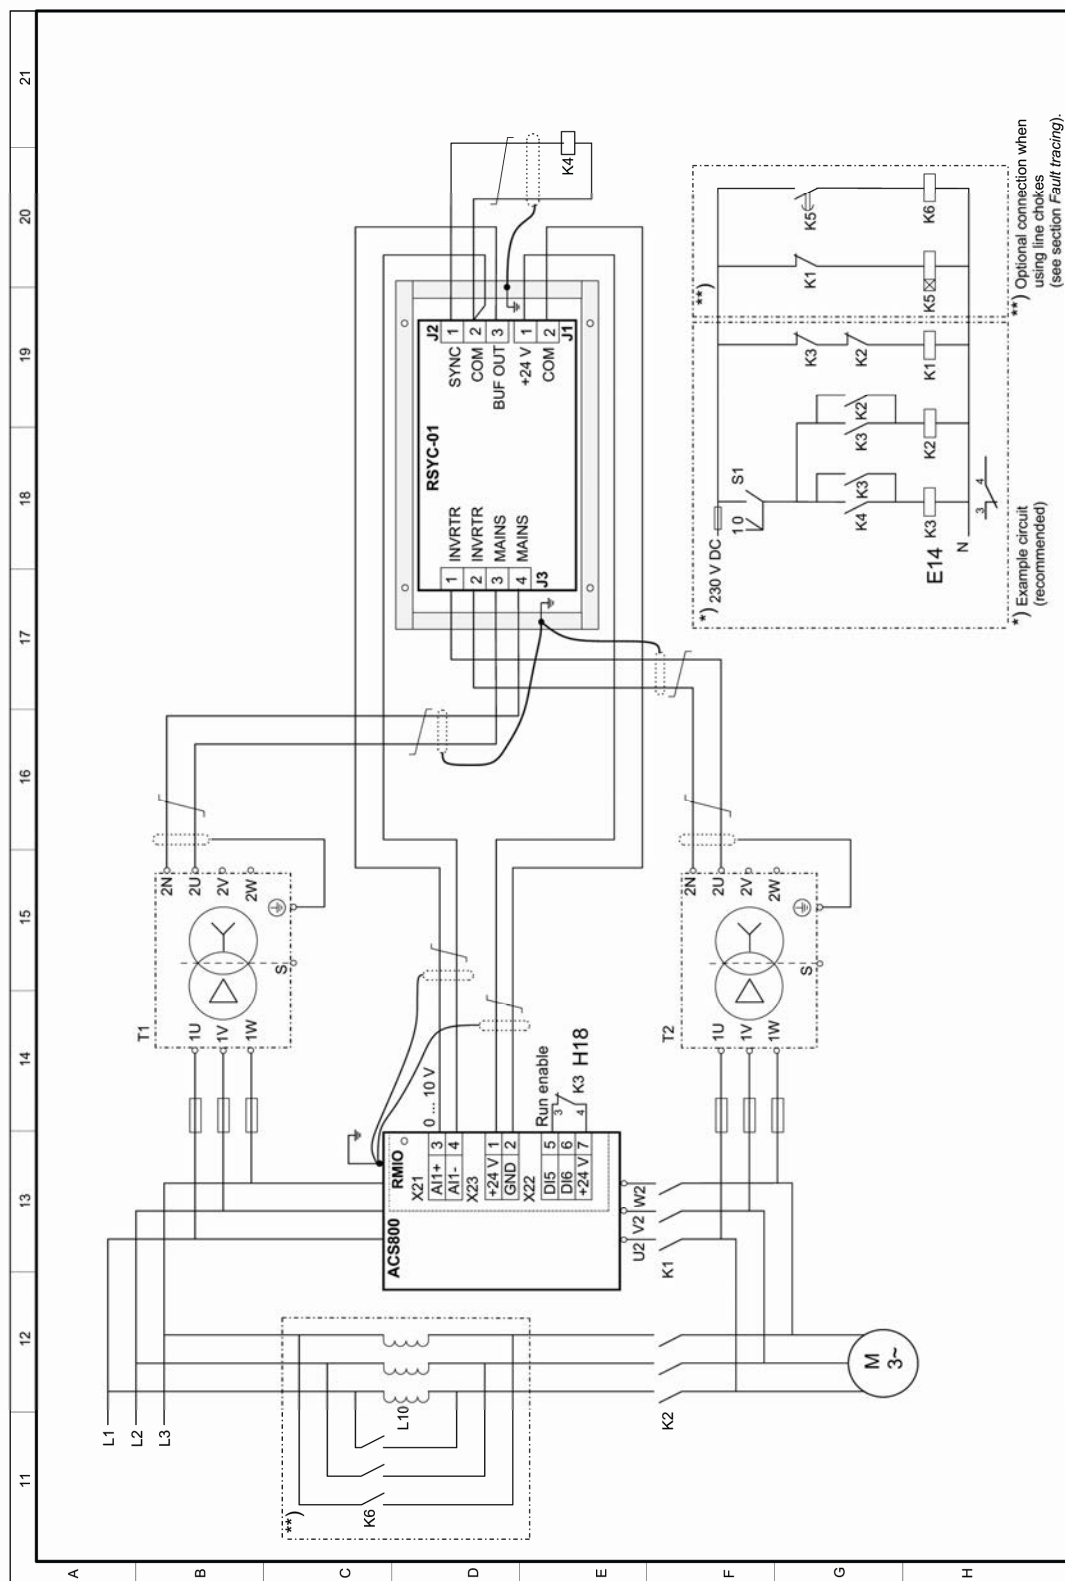 21
20
19
18
17
16
15
14
13
12
11
A
B
C
D
E
F
G
H
L1
L2
L3
**)
K6
L10
K2
M
3~
ACS800
RMIO
X21
AI1+ 3
AI1- 4
X23
+24 V 1
GND 2
X22
DI5 5
DI6 6
+24 V 7
0 ... 10 V
Run enable
3
4
K3
H18
U2
V2
W2
K1
T1
1U
1V
1W
2N
2U
2V
2W
S
T2
1U
1V
1W
2N
2U
2V
2W
S
RSYC-01
J3
1 INVRTR
2 INVRTR
3 MAINS
4 MAINS
J2
SYNC 1
COM 2
BUF OUT 3
+24 V 1
COM 2
J1
K4
*)
230 V DC
1 0
S1
K4
K3
K3
K2
K3
K2
K3
K2
K1
N
E14
3
4
**)
K1
K5
K5
K6
*) Example circuit
(recommended)
**) Optional connection when
using line chokes
(see section Fault tracing).